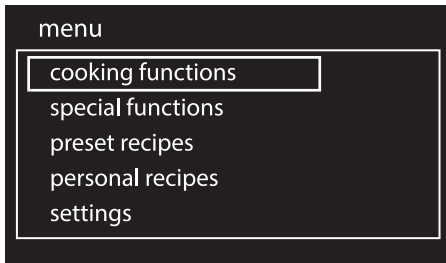 menu
cooking functions
special functions
preset recipes
personal recipes
settings